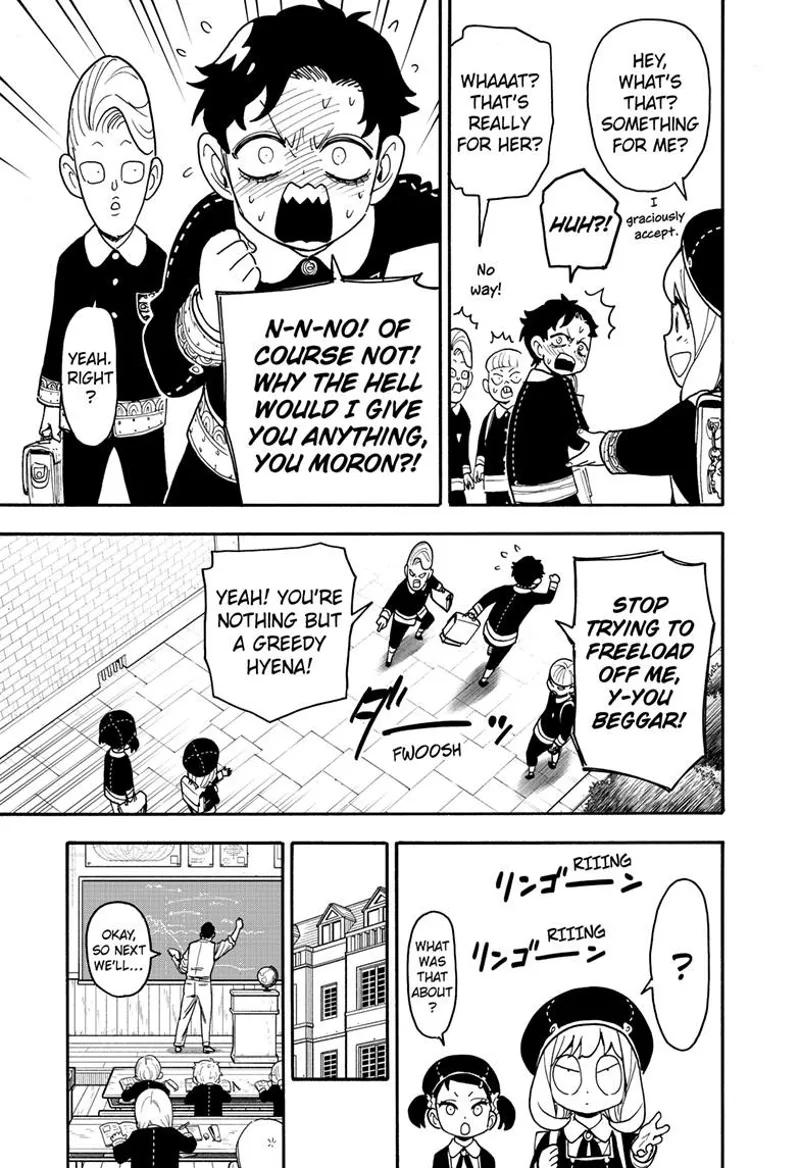 HEY,
WHAT'S
THAT?
SOMETHING
FOR ME?
I
graciously
accept.
WHAAAT?
THAT'S
REALLY
FOR HER?
HUH?!
No
way!
N-N-NO! OF
COURSE NOT!
WHY THE HELL
WOULD I GIVE
YOU ANYTHING,
YOU MORON?!
YEAH.
RIGHT
?
STOP
TRYING TO
FREELOAD
OFF ME,
Y-YOU
BEGGAR!
YEAH! YOU'RE
NOTHING BUT
A GREEDY
HYENA!
ダーッ
FWOOSH
?
RIIING
リンゴーン
RIIING
リンゴーン
WHAT
WAS
THAT
ABOUT
?
OKAY,
SO NEXT
WE'LL...